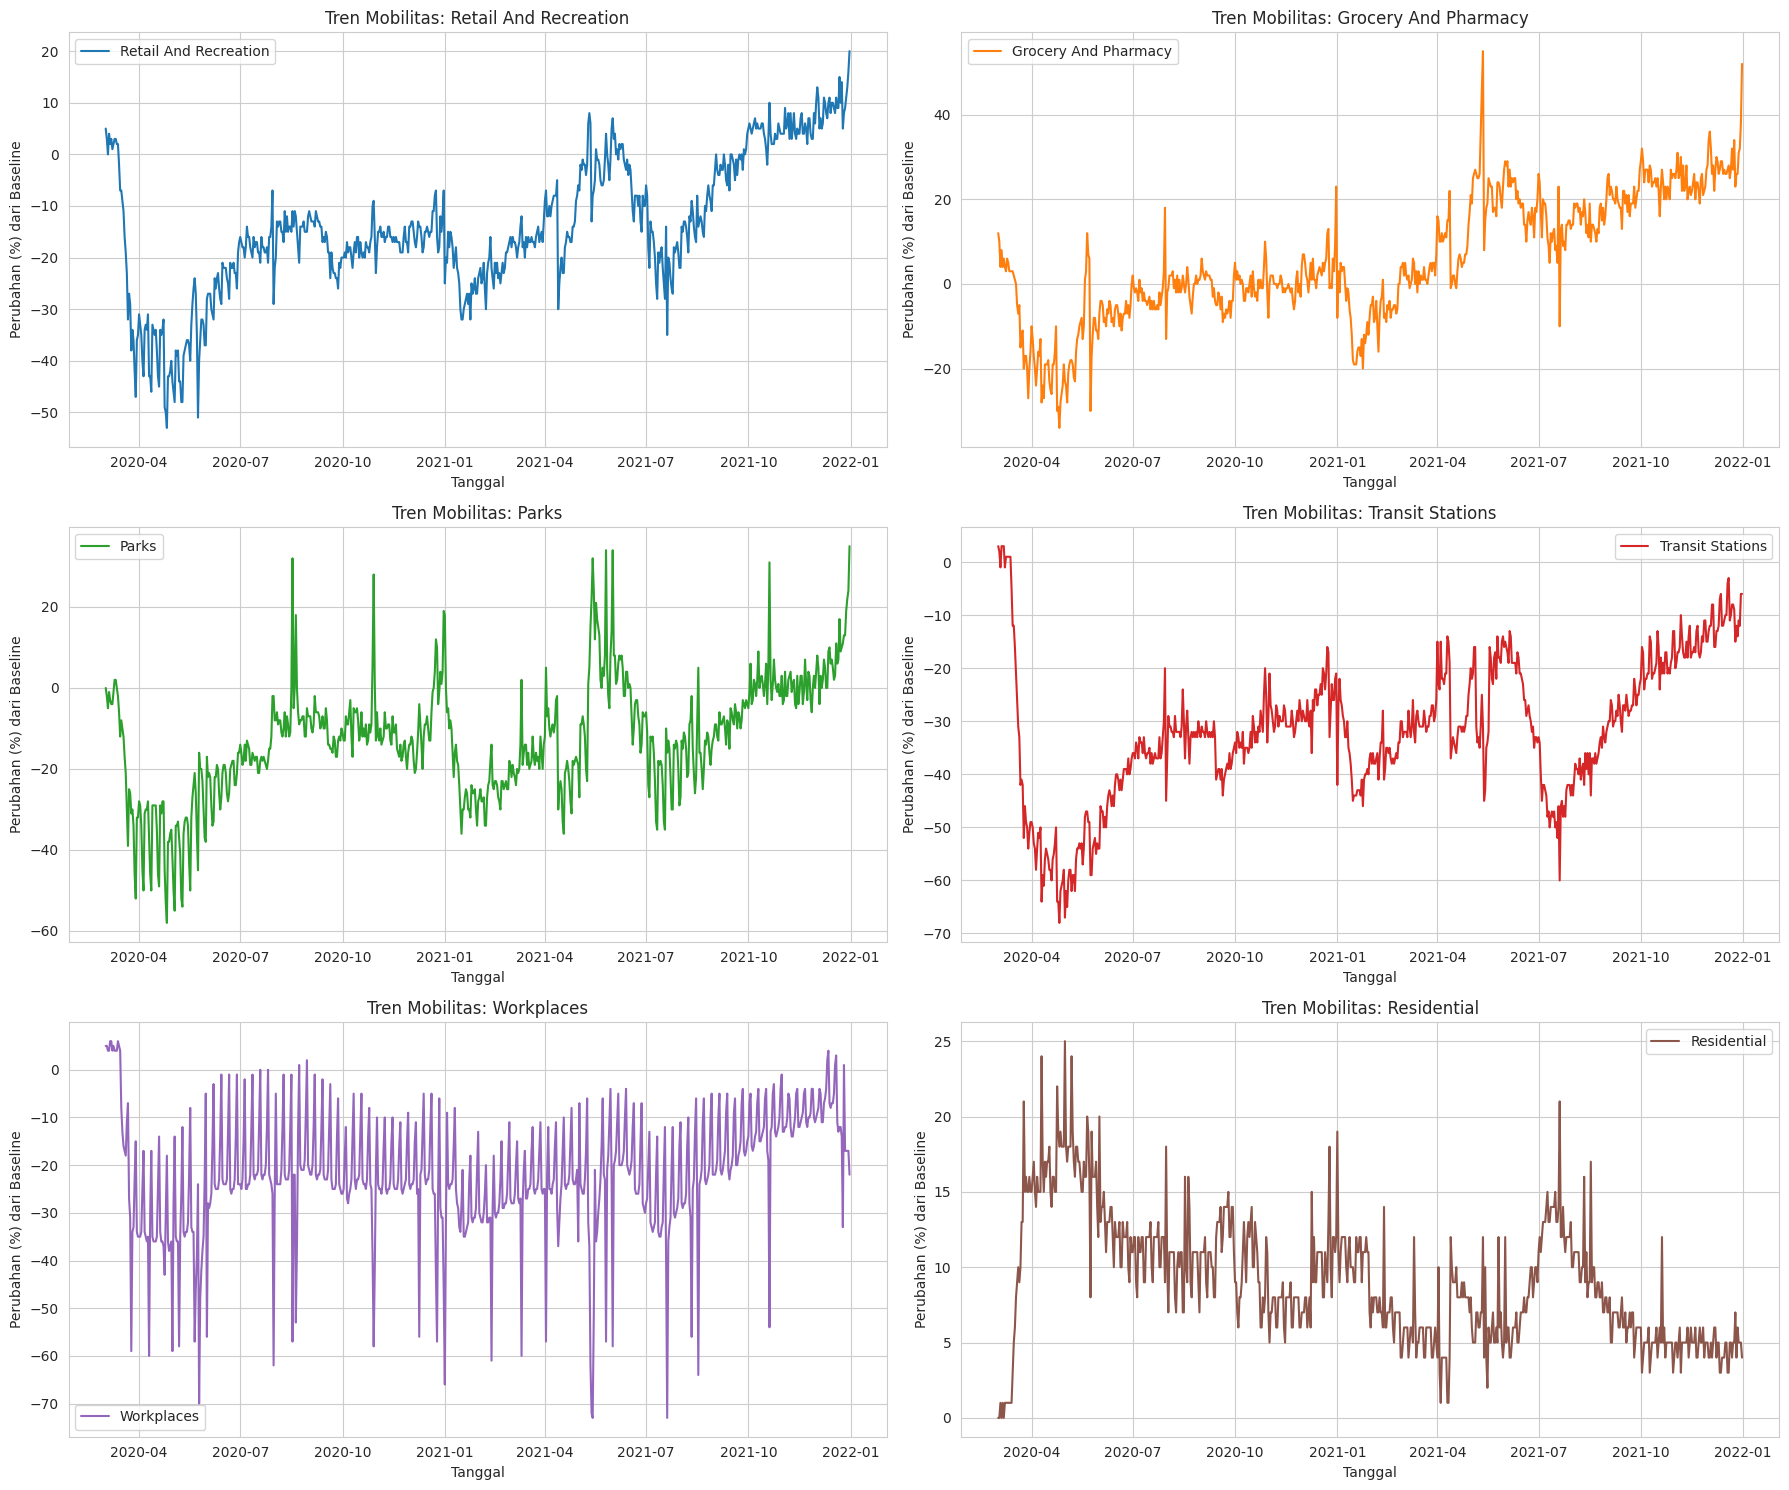 Tren Mobilitas: Retail And Recreation
Retail And Recreation
Perubahan (%) dari Baseline
20
10
0
−10
−20
−30
−40
−50
2020-04 2020-07 2020-10 2021-01 2021-04 2021-07 2021-10 2022-01
Tanggal
Tren Mobilitas: Grocery And Pharmacy
Grocery And Pharmacy
Perubahan (%) dari Baseline
40
20
0
−20
2020-04 2020-07 2020-10 2021-01 2021-04 2021-07 2021-10 2022-01
Tanggal
Tren Mobilitas: Parks
Parks
Perubahan (%) dari Baseline
20
0
−20
−40
−60
2020-04 2020-07 2020-10 2021-01 2021-04 2021-07 2021-10 2022-01
Tanggal
Tren Mobilitas: Transit Stations
Transit Stations
Perubahan (%) dari Baseline
0
−10
−20
−30
−40
−50
−60
−70
2020-04 2020-07 2020-10 2021-01 2021-04 2021-07 2021-10 2022-01
Tanggal
Tren Mobilitas: Workplaces
Workplaces
Perubahan (%) dari Baseline
0
−10
−20
−30
−40
−50
−60
−70
2020-04 2020-07 2020-10 2021-01 2021-04 2021-07 2021-10 2022-01
Tanggal
Tren Mobilitas: Residential
Residential
Perubahan (%) dari Baseline
25
20
15
10
5
0
2020-04 2020-07 2020-10 2021-01 2021-04 2021-07 2021-10 2022-01
Tanggal